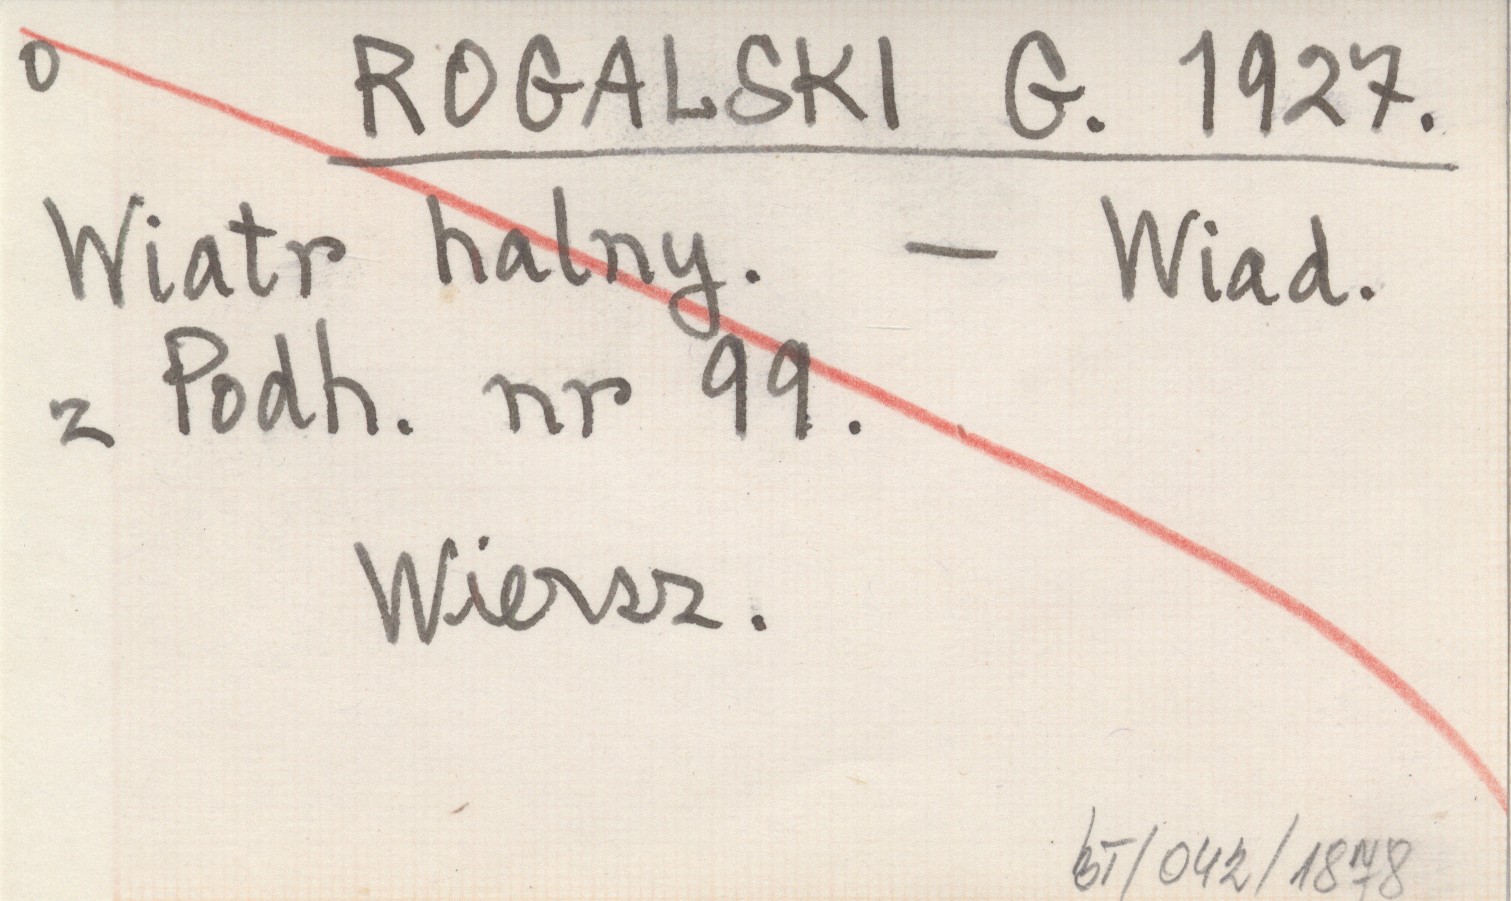 0 ROGALSKI G. 1927.
Wiatr halny. — Wiad.
z Podh. nr 99.
Wiersz.
BT/042/1878